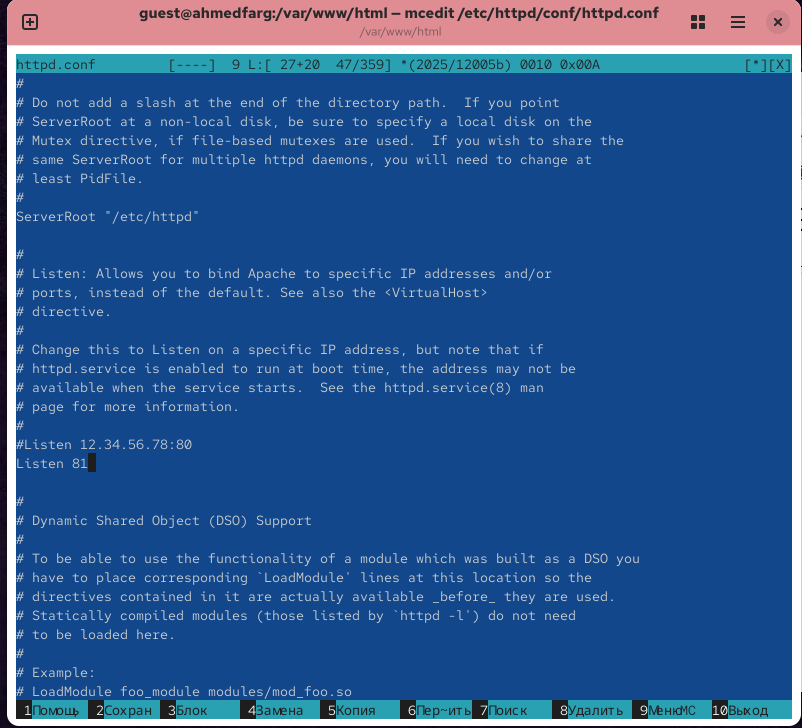 guest@ahmedfarg:/var/www/html — mcedit /etc/httpd/conf/httpd.conf
/var/www/html
httpd.conf [----] 9 L:[ 27+20 47/359] *(2025/12005b) 0010 0x00A [*][X]
#
# Do not add a slash at the end of the directory path. If you point
# ServerRoot at a non-local disk, be sure to specify a local disk on the
# Mutex directive, if file-based mutexes are used. If you wish to share the
# same ServerRoot for multiple httpd daemons, you will need to change at
# least PidFile.
#
ServerRoot "/etc/httpd"
#
# Listen: Allows you to bind Apache to specific IP addresses and/or
# ports, instead of the default. See also the <VirtualHost>
# directive.
#
# Change this to Listen on a specific IP address, but note that if
# httpd.service is enabled to run at boot time, the address may not be
# available when the service starts. See the httpd.service(8) man
# page for more information.
#
#Listen 12.34.56.78:80
Listen 81
#
# Dynamic Shared Object (DSO) Support
#
# To be able to use the functionality of a module which was built as a DSO you
# have to place corresponding `LoadModule' lines at this location so the
# directives contained in it are actually available _before_ they are used.
# Statically compiled modules (those listed by `httpd -l') do not need
# to be loaded here.
#
# Example:
# LoadModule foo_module modules/mod_foo.so
1Помощь 2Сохран 3Блок 4Замена 5Копия 6Пер~ить 7Поиск 8Удалить 9МенюMC 10Выход